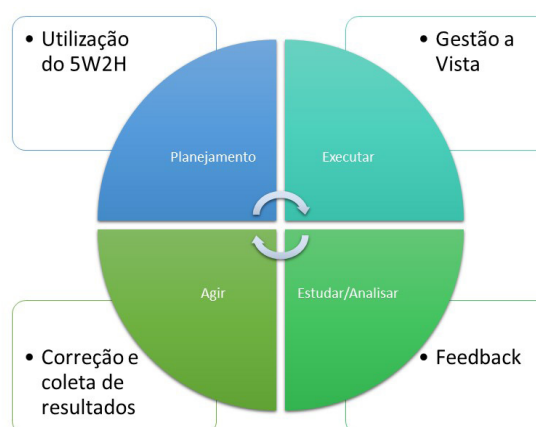 • Utilização
do 5W2H
• Gestão a
Vista
Planejamento
Executar
Agir
Estudar/Analisar
• Correção e
coleta de
resultados
• Feedback